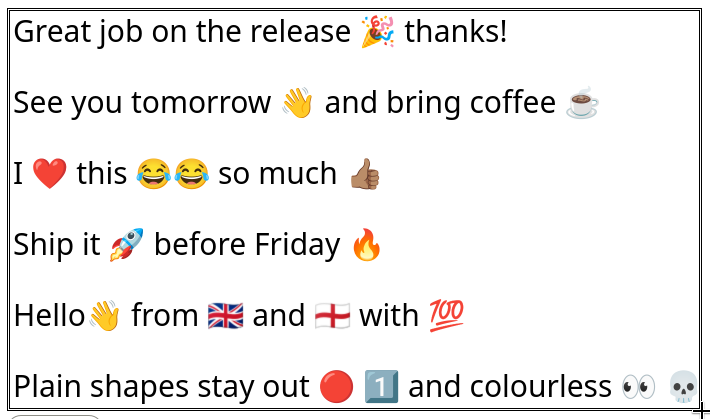 Great job on the release 🎉 thanks!
See you tomorrow 👋 and bring coffee ☕
I ❤️ this 😂😂 so much 👍🏽
Ship it 🚀 before Friday 🔥
Hello👋 from 🇬🇧 and 🏴󠁧󠁢󠁥󠁮󠁧󠁿 with 💯
Plain shapes stay out 🔴 1️⃣ and colourless 👀 💀